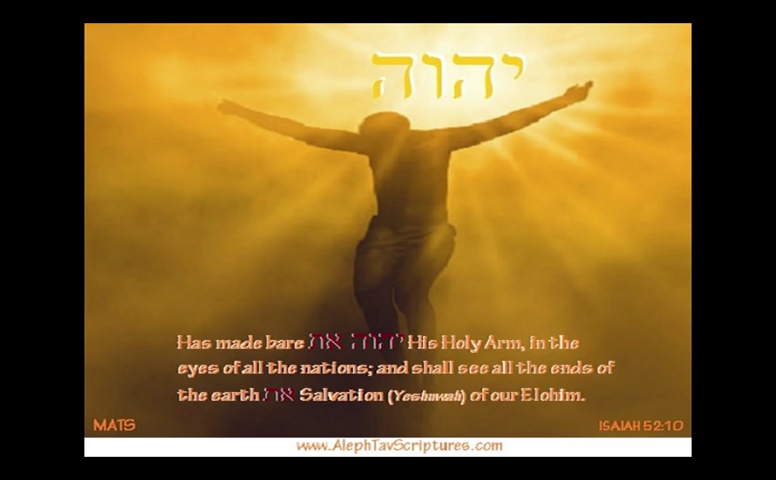 יהוה
Has made bare יהוה את His Holy Arm, in the
eyes of all the nations; and shall see all the ends of
the earth את Salvation (Yeshuwah) of our Elohim.
MATS
ISAIAH 52:10
www.AlephTavScriptures.com